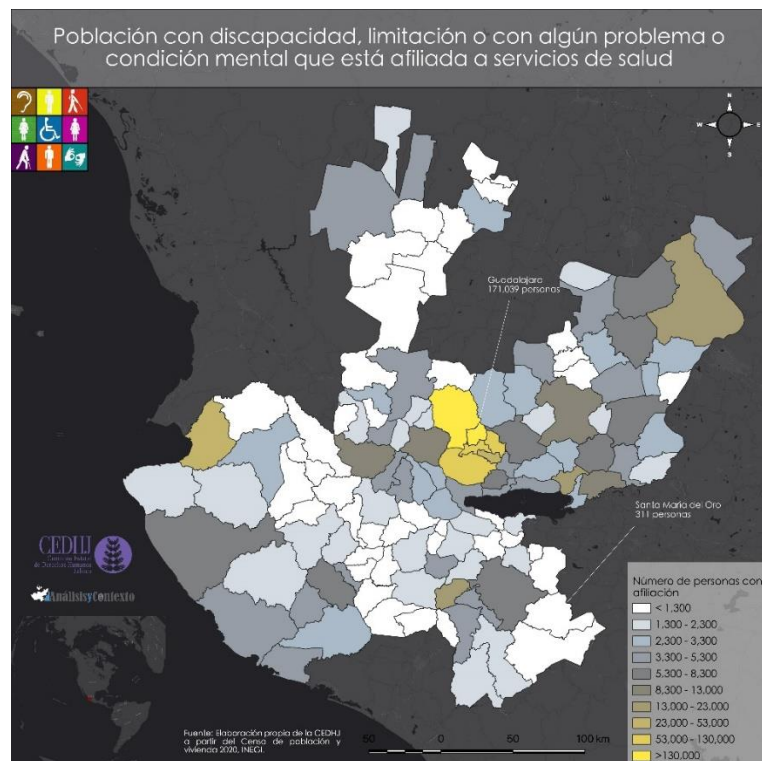 Población con discapacidad, limitación o con algún problema o
condición mental que está afiliada a servicios de salud
N
W
E
S
Guadalajara
171,039 personas
Santa María del Oro
311 personas
CEDHJ
AnálisisyContexto
Número de personas con
afiliación
< 1,300
1,300 - 2,300
2,300 - 3,300
3,300 - 5,300
5,300 - 8,300
8,300 - 13,000
13,000 - 23,000
23,000 - 53,000
53,000 - 130,000
>130,000
Fuente: Elaboración propia de la CEDHJ
a partir del Censo de población y
vivienda 2020, INEGI.
50 0 50 100 km